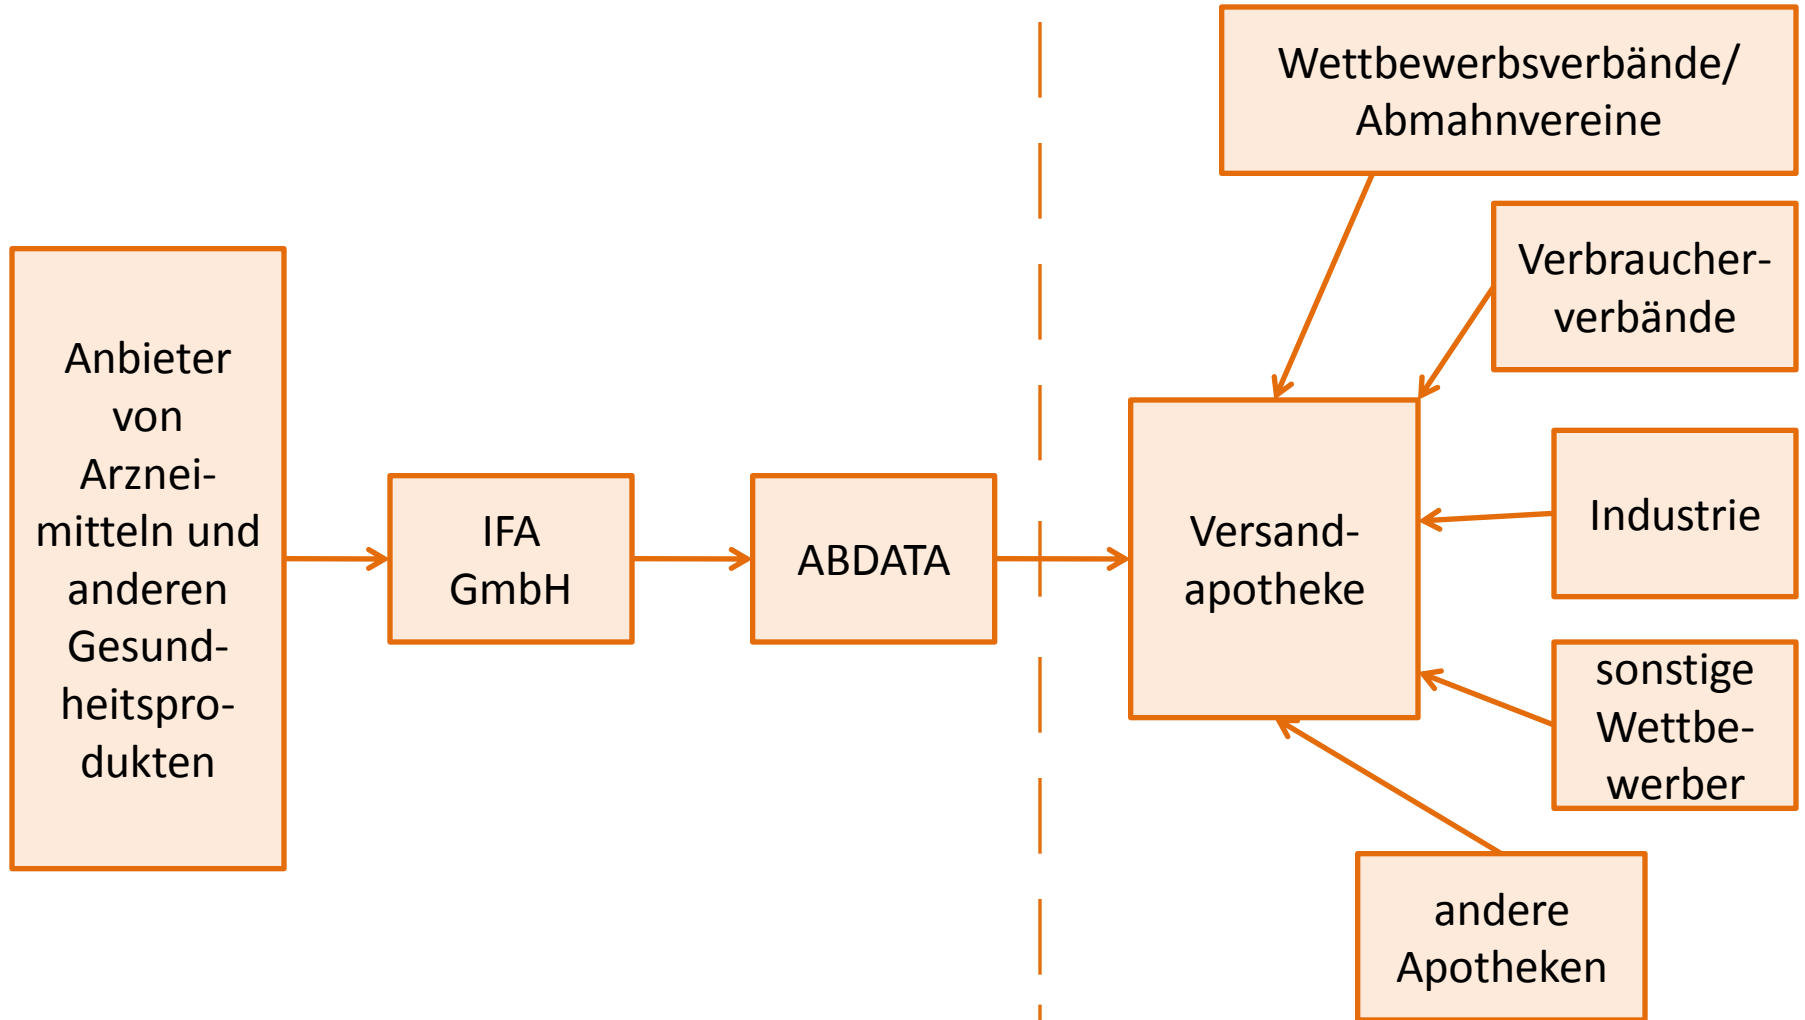 Wettbewerbsverbände/
Abmahnvereine
Verbraucher-
verbände
Anbieter
von
Arznei-
mitteln und
anderen
Gesund-
heitspro-
dukten
IFA
GmbH
ABDATA
Versand-
apotheke
Industrie
sonstige
Wettbe-
werber
andere
Apotheken